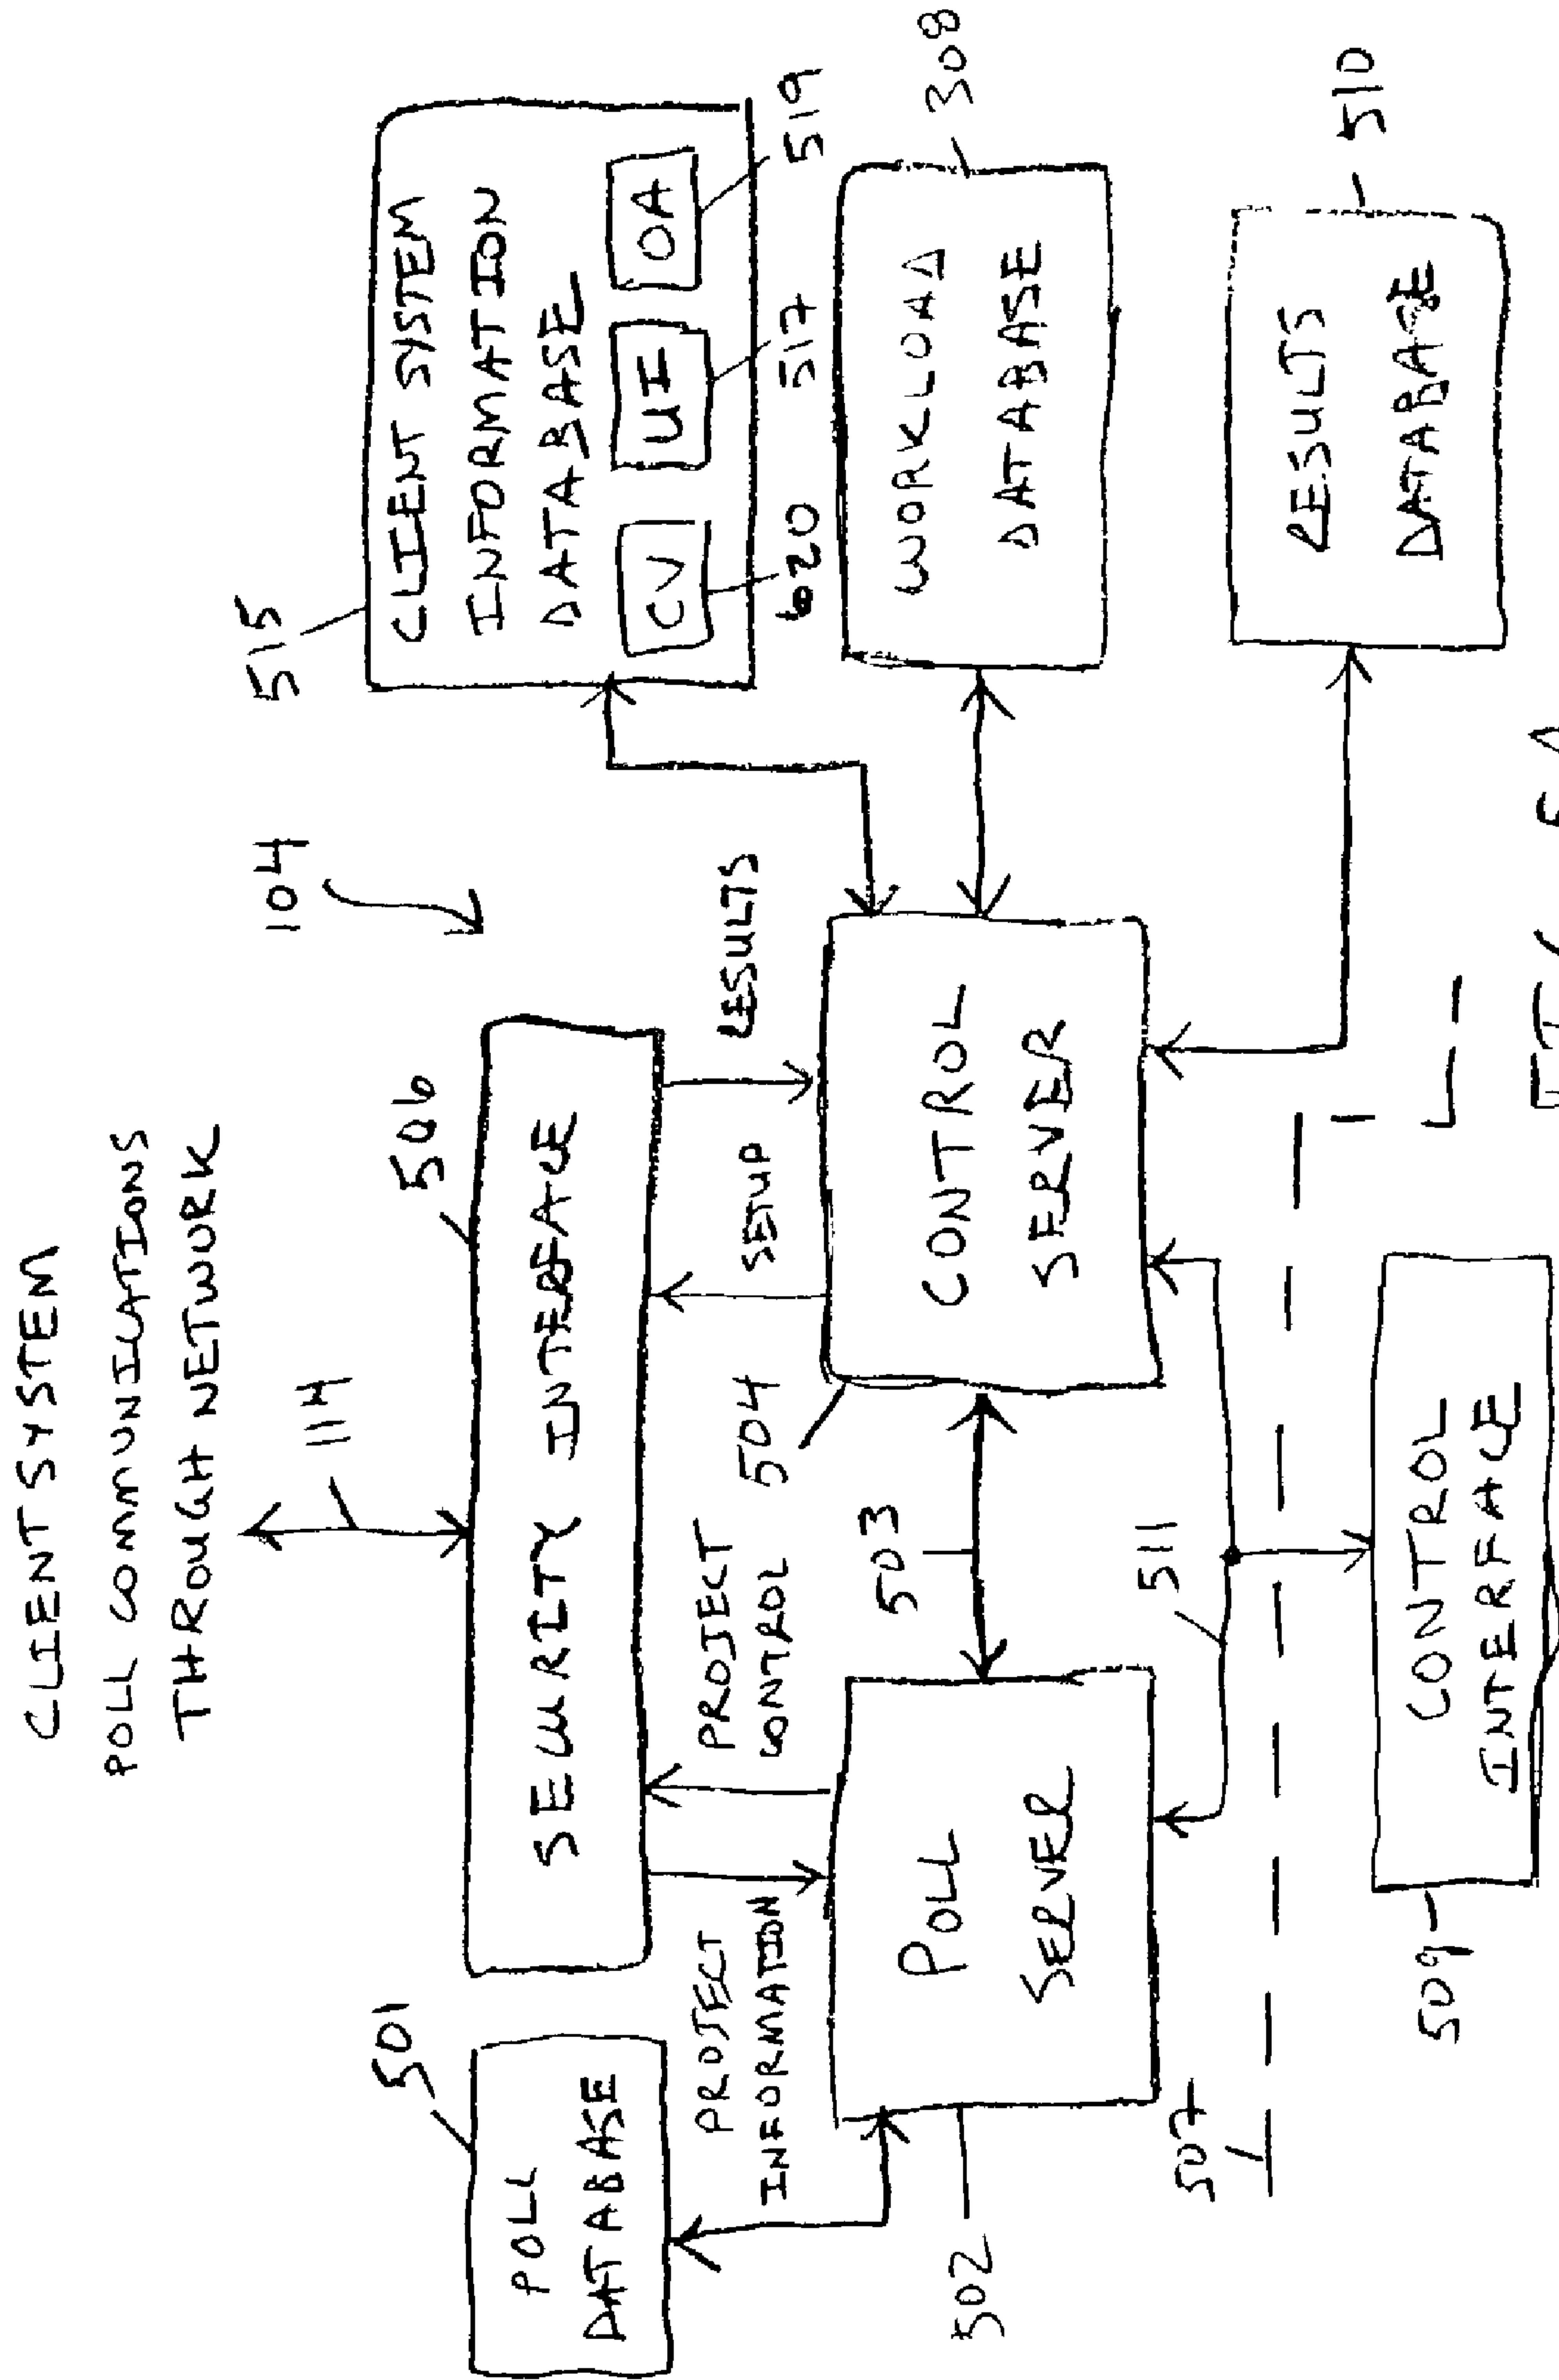 CLIENT SYSTEM
POLL COMMUNICATIONS
THROUGH NETWORK
114
104
501
506
515
POLL
DATABASE
SECURITY INTERFACE
CLIENT SYSTEM
INFORMATION
DATABASE
CV
UI
OA
620
517
519
PROJECT
INFORMATION
PROJECT
CONTROL
SETUP
RESULTS
502
POLL
SERVER
503
504
CONTROL
SERVER
WORKLOAD
DATABASE
308
507
511
509
CONTROL
INTERFACE
RESULTS
DATABASE
510